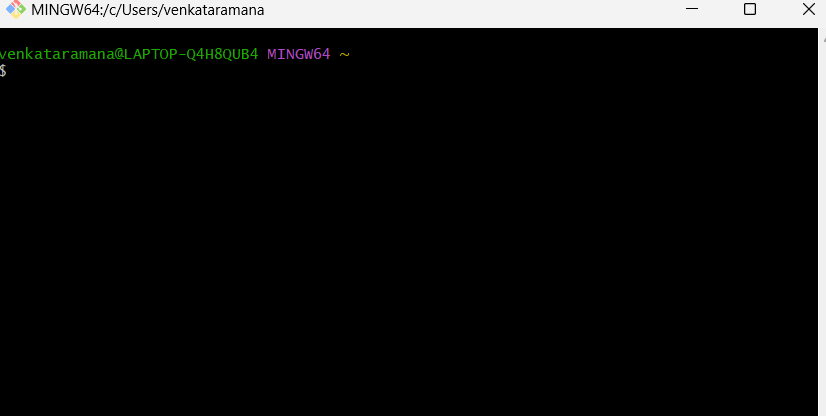 MINGW64:/c/Users/venkataramana
venkataramana@LAPTOP-Q4H8QUB4 MINGW64 ~
$